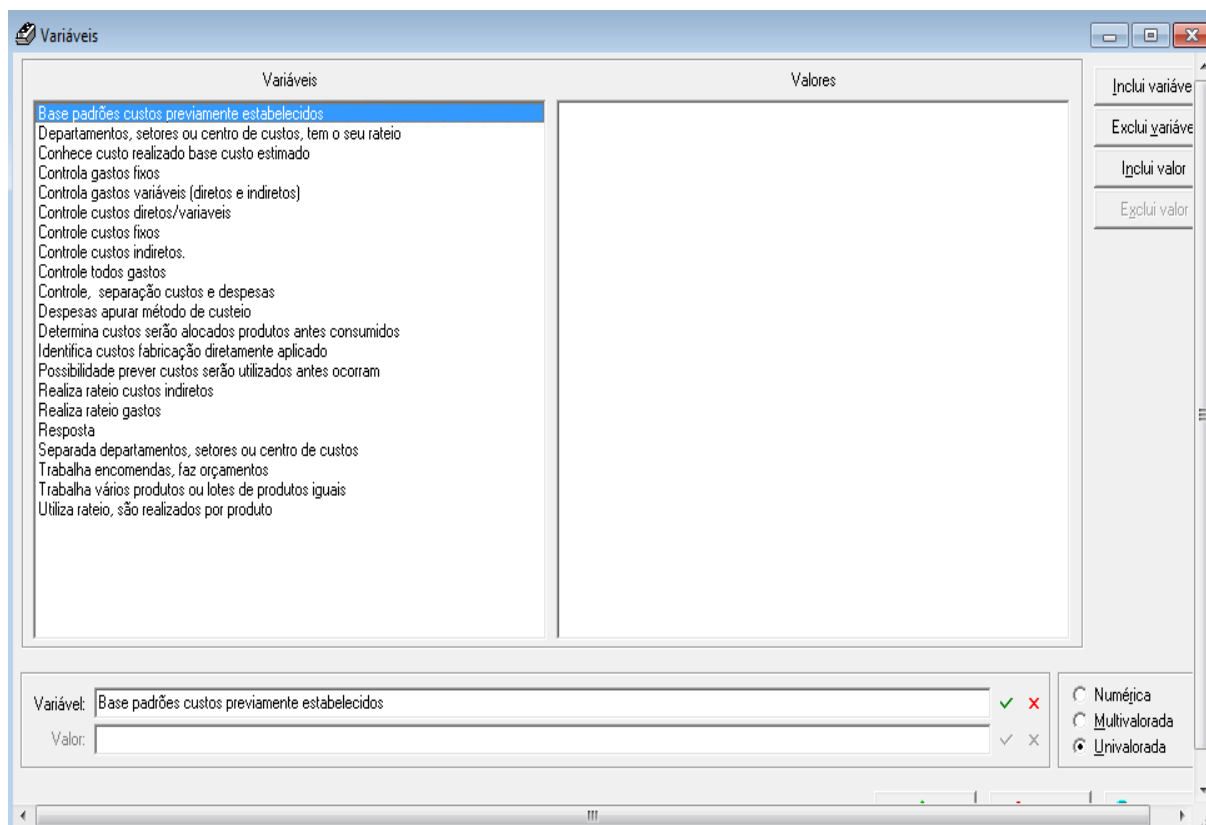 Variáveis
Variáveis
Valores
Base padrões custos previamente estabelecidos
Departamentos, setores ou centro de custos, tem o seu rateio
Conhece custo realizado base custo estimado
Controla gastos fixos
Controla gastos variáveis (diretos e indiretos)
Controle custos diretos/variaveis
Controle custos fixos
Controle custos indiretos.
Controle todos gastos
Controle,  separação custos e despesas
Despesas apurar método de custeio
Determina custos serão alocados produtos antes consumidos
Identifica custos fabricação diretamente aplicado
Possibilidade prever custos serão utilizados antes ocorram
Realiza rateio custos indiretos
Realiza rateio gastos
Resposta
Separada departamentos, setores ou centro de custos
Trabalha encomendas, faz orçamentos
Trabalha vários produtos ou lotes de produtos iguais
Utiliza rateio, são realizados por produto
Inclui variáve
Exclui variáve
Inclui valor
Exclui valor
Variável: Base padrões custos previamente estabelecidos
Valor:
Numérica
Multivalorada
Univalorada